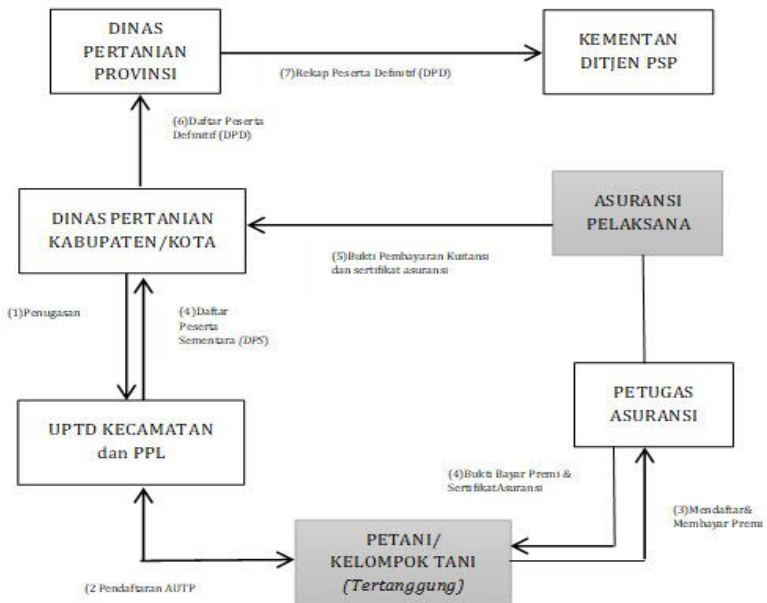 DINAS
PERTANIAN
PROVINSI
KEMENTAN
DITJEN PSP
(7)Rekap Peserta Definitif (DPD)
(6)Daftar Peserta
Definitif (DPD)
DINAS PERTANIAN
KABUPATEN/KOTA
ASURANSI
PELAKSANA
(5)Bukti Pembayaran Kuitansi
dan sertifikat asuransi
(1)Penugasan
(4)Daftar
Peserta
Sementara (DPS)
PETUGAS
ASURANSI
UPTD KECAMATAN
dan PPL
(4)Bukti Bayar Premi &
SertifikatAsuransi
(3)Mendaftar&
Membayar Premi
PETANI/
KELOMPOK TANI
(Tertanggung)
(2 Pendaftaran AUTP